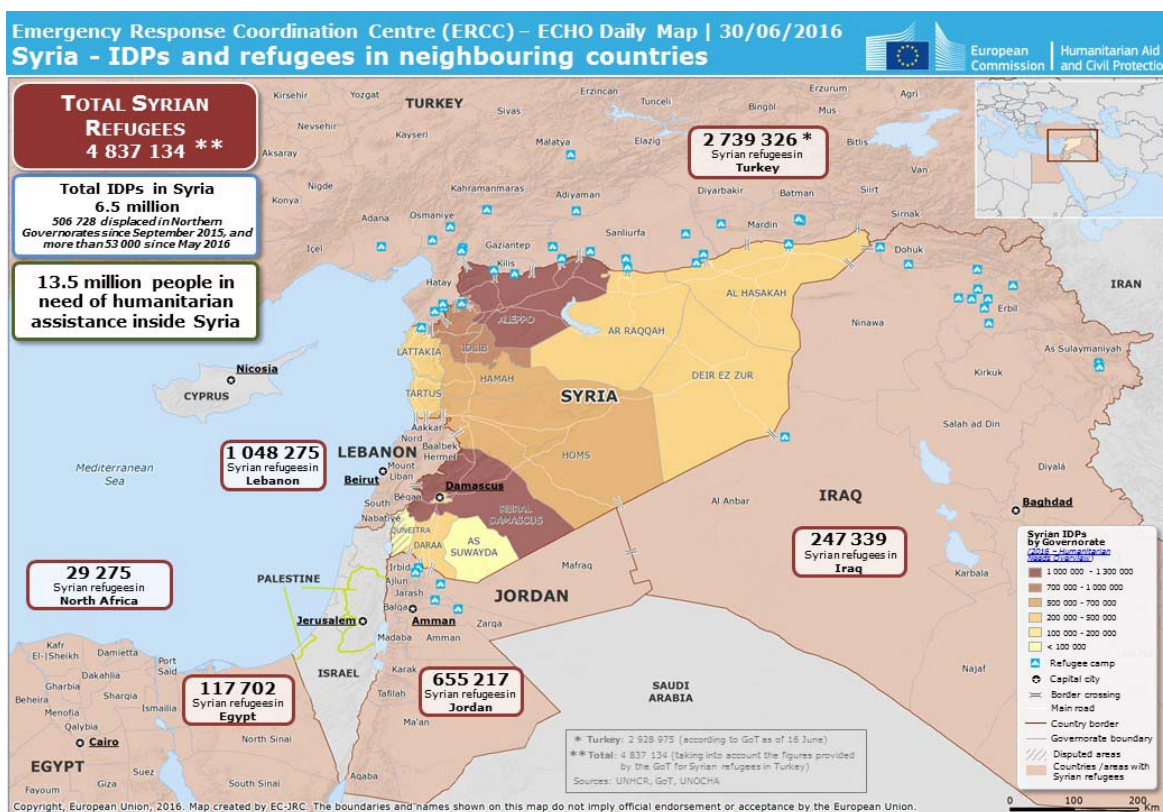 Emergency Response Coordination Centre (ERCC) – ECHO Daily Map | 30/06/2016
Syria - IDPs and refugees in neighbouring countries
European
Commission
Humanitarian Aid
and Civil Protectio
TOTAL SYRIAN
REFUGEES
4 837 134 **
Total IDPs in Syria
6.5 million
506 728 displaced in Northern
Governorates since September 2015, and
more than 53 000 since May 2016
13.5 million people in
need of humanitarian
assistance inside Syria
2 739 326 *
Syrian refugees in
Turkey
1 048 275
Syrian refugees in
Lebanon
29 275
Syrian refugees in
North Africa
117 702
Syrian refugees in
Egypt
655 217
Syrian refugees in
Jordan
247 339
Syrian refugees in
Iraq
Kirsehir
Yozgat
TURKEY
Sivas
Erzincan
Tunceli
Bingöl
Erzurum
Mus
Agri
Nevsehir
Kayseri
Malatya
Elazig
Bitlis
Van
Aksaray
Nigde
Konya
Kahramanmaras
Adiyaman
Diyarbakir
Batman
Siirt
Sirnak
Adana
Osmaniye
Içel
Gaziantep
Sanliurfa
Mardin
Kilis
Hatay
Dohuk
IRAN
Erbil
Ninawa
As Sulaymaniyah
Kirkuk
ALEPPO
IDLIB
LATTAKIA
AR RAQQAH
AL HASAKAH
HAMAH
DEIR EZ ZUR
TARTUS
SYRIA
HOMS
Nicosia
CYPRUS
Mediterranean
Sea
Aakkar
Nord
Baalbek
Hermel
LEBANON
Mount
Liban
Beirut
Béqaa
South
Nabatiyé
Damascus
RURAL
DAMASCUS
QUNEITRA
DARAA
AS
SUWAYDA
Salah ad Din
Diyalá
Al Anbar
IRAQ
Baghdad
Karbala
Najaf
PALESTINE
Jerusalem
ISRAEL
Irbid
Ajlun
Jarash
Balqa
Amman
Mafraq
JORDAN
Zarqa
Madaba
Amman
Karak
Tafilah
Ma'an
Aqaba
SAUDI
ARABIA
Kafr
El-Sheikh
Damietta
Port
Said
Dakahlia
Gharbia
Sharqia
Beheira
Menofia
Ismailia
Qalybia
Cairo
North Sinai
EGYPT
Suez
Giza
Fayoum
South Sinai
Syrian IDPs
by Governorate
(2016 – Humanitarian
Needs Overview)
1 000 000 - 1 300 000
700 000 - 1 000 000
500 000 - 700 000
200 000 - 500 000
100 000 - 200 000
< 100 000
Refugee camp
Capital city
Border crossing
Main road
Country border
Governorate boundary
Disputed areas
Countries /areas with
Syrian refugees
0
100
200
Km
* Turkey: 2 928 975 (according to GoT as of 16 June)
** Total: 4 837 134 (taking into account the figures provided
by the GoT for Syrian refugees in Turkey)
Sources: UNHCR, GoT, UNOCHA
Copyright, European Union, 2016. Map created by EC-JRC. The boundaries and names shown on this map do not imply official endorsement or acceptance by the European Union.